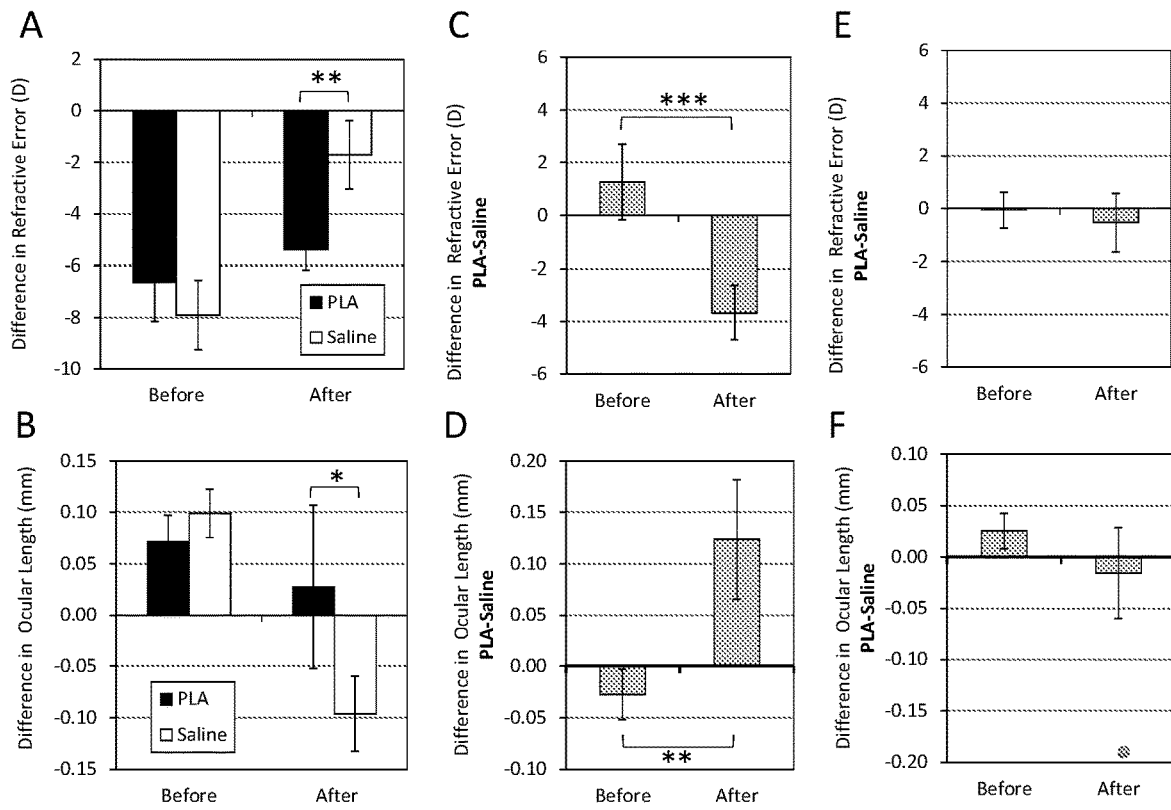 A
Difference in Refractive Error (D)
2
0
-2
-4
-6
-8
-10
**
PLA
Saline
Before
After
C
Difference in Refractive Error (D)
PLA-Saline
6
4
2
0
-2
-4
-6
***
Before
After
E
Difference in Refractive Error (D)
PLA-Saline
6
4
2
0
-2
-4
-6
Before
After
B
Difference in Ocular Length (mm)
0.15
0.10
0.05
0.00
-0.05
-0.10
-0.15
*
PLA
Saline
Before
After
D
Difference in Ocular Length (mm)
PLA-Saline
0.20
0.15
0.10
0.05
0.00
-0.05
-0.10
**
Before
After
F
Difference in Ocular Length (mm)
PLA-Saline
0.10
0.05
0.00
-0.05
-0.10
-0.15
-0.20
Before
After